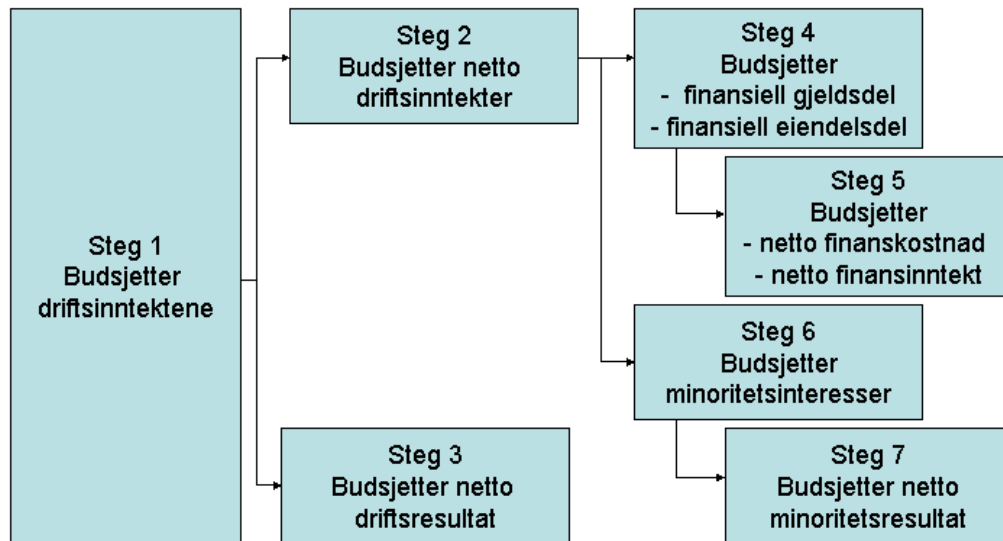 Steg 1
Budsjetter
driftsinntektene
Steg 2
Budsjetter netto
driftsinntekter
Steg 3
Budsjetter netto
driftsresultat
Steg 4
Budsjetter
- finansiell gjeldsdel
- finansiell eiendelsdel
Steg 5
Budsjetter
- netto finanskostnad
- netto finansinntekt
Steg 6
Budsjetter
minoritetsinteresser
Steg 7
Budsjetter netto
minoritetsresultat